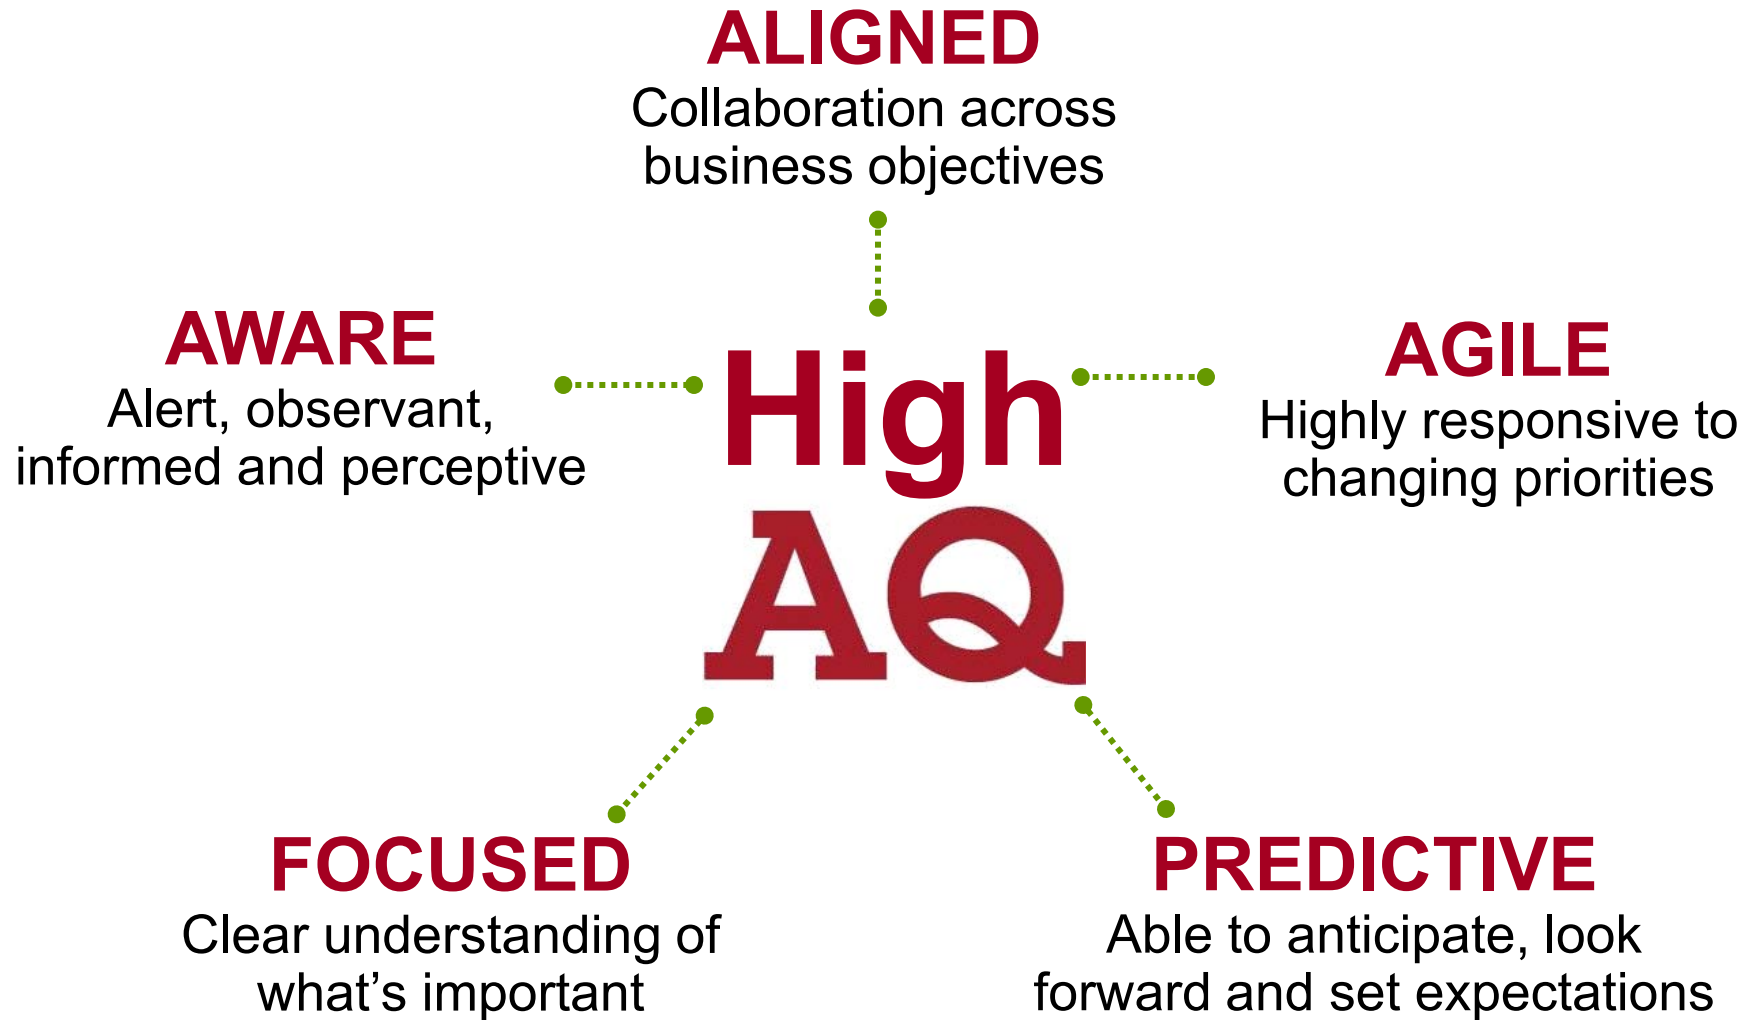 ALIGNED
Collaboration across
business objectives
AWARE
Alert, observant,
informed and perceptive
High
AQ
AGILE
Highly responsive to
changing priorities
FOCUSED
Clear understanding of
what’s important
PREDICTIVE
Able to anticipate, look
forward and set expectations